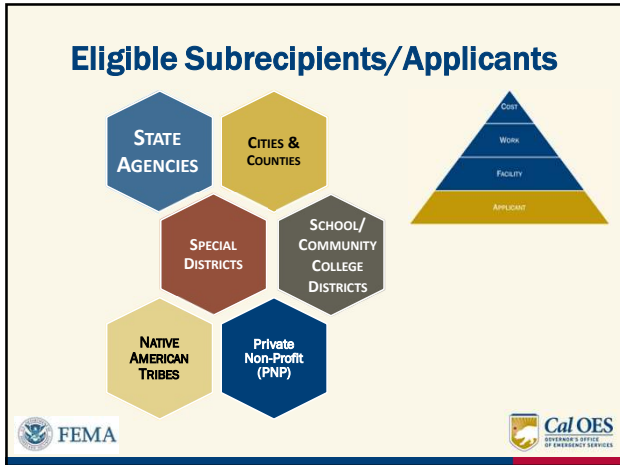 Eligible Subrecipients/Applicants
STATE
AGENCIES
CITIES &
COUNTIES
SPECIAL
DISTRICTS
SCHOOL/
COMMUNITY
COLLEGE
DISTRICTS
NATIVE
AMERICAN
TRIBES
Private
Non-Profit
(PNP)
COST
WORK
FACILITY
APPLICANT
FEMA
Cal OES
GOVERNOR'S OFFICE
OF EMERGENCY SERVICES